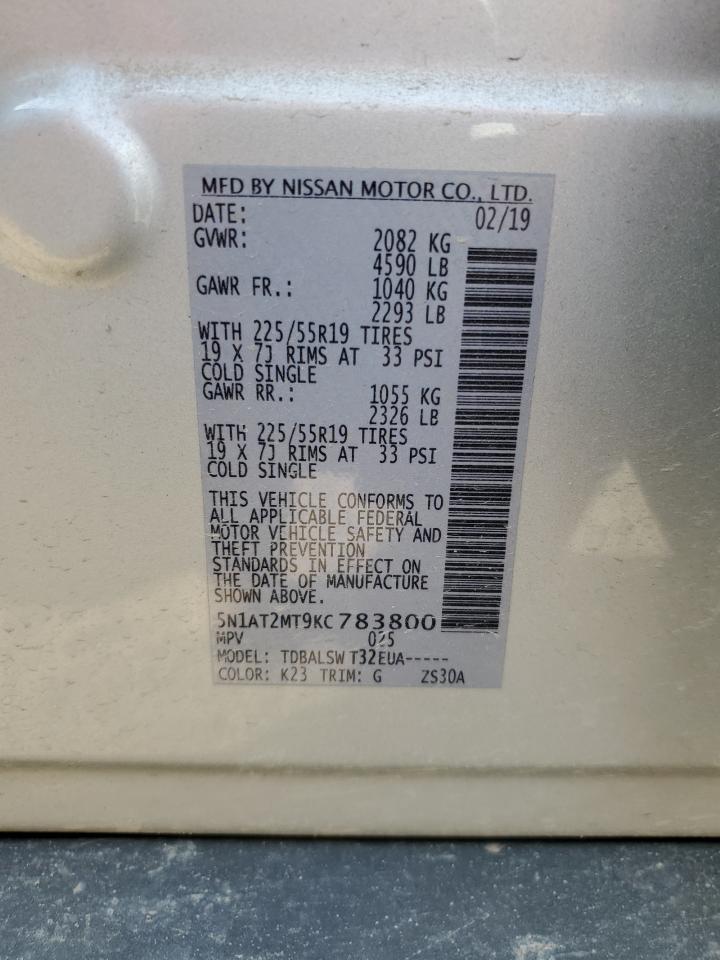 MFD BY NISSAN MOTOR CO., LTD.
DATE: 02/19
GVWR: 2082 KG
4590 LB
GAWR FR.: 1040 KG
2293 LB
WITH 225/55R19 TIRES
19 X 7J RIMS AT 33 PSI
COLD SINGLE
GAWR RR.: 1055 KG
2326 LB
WITH 225/55R19 TIRES
19 X 7J RIMS AT 33 PSI
COLD SINGLE
THIS VEHICLE CONFORMS TO
ALL APPLICABLE FEDERAL
MOTOR VEHICLE SAFETY AND
THEFT PREVENTION
STANDARDS IN EFFECT ON
THE DATE OF MANUFACTURE
SHOWN ABOVE.
5N1AT2MT9KC783800
MPV 025
MODEL: TDBALSW T32EUA-----
COLOR: K23 TRIM: G ZS30A